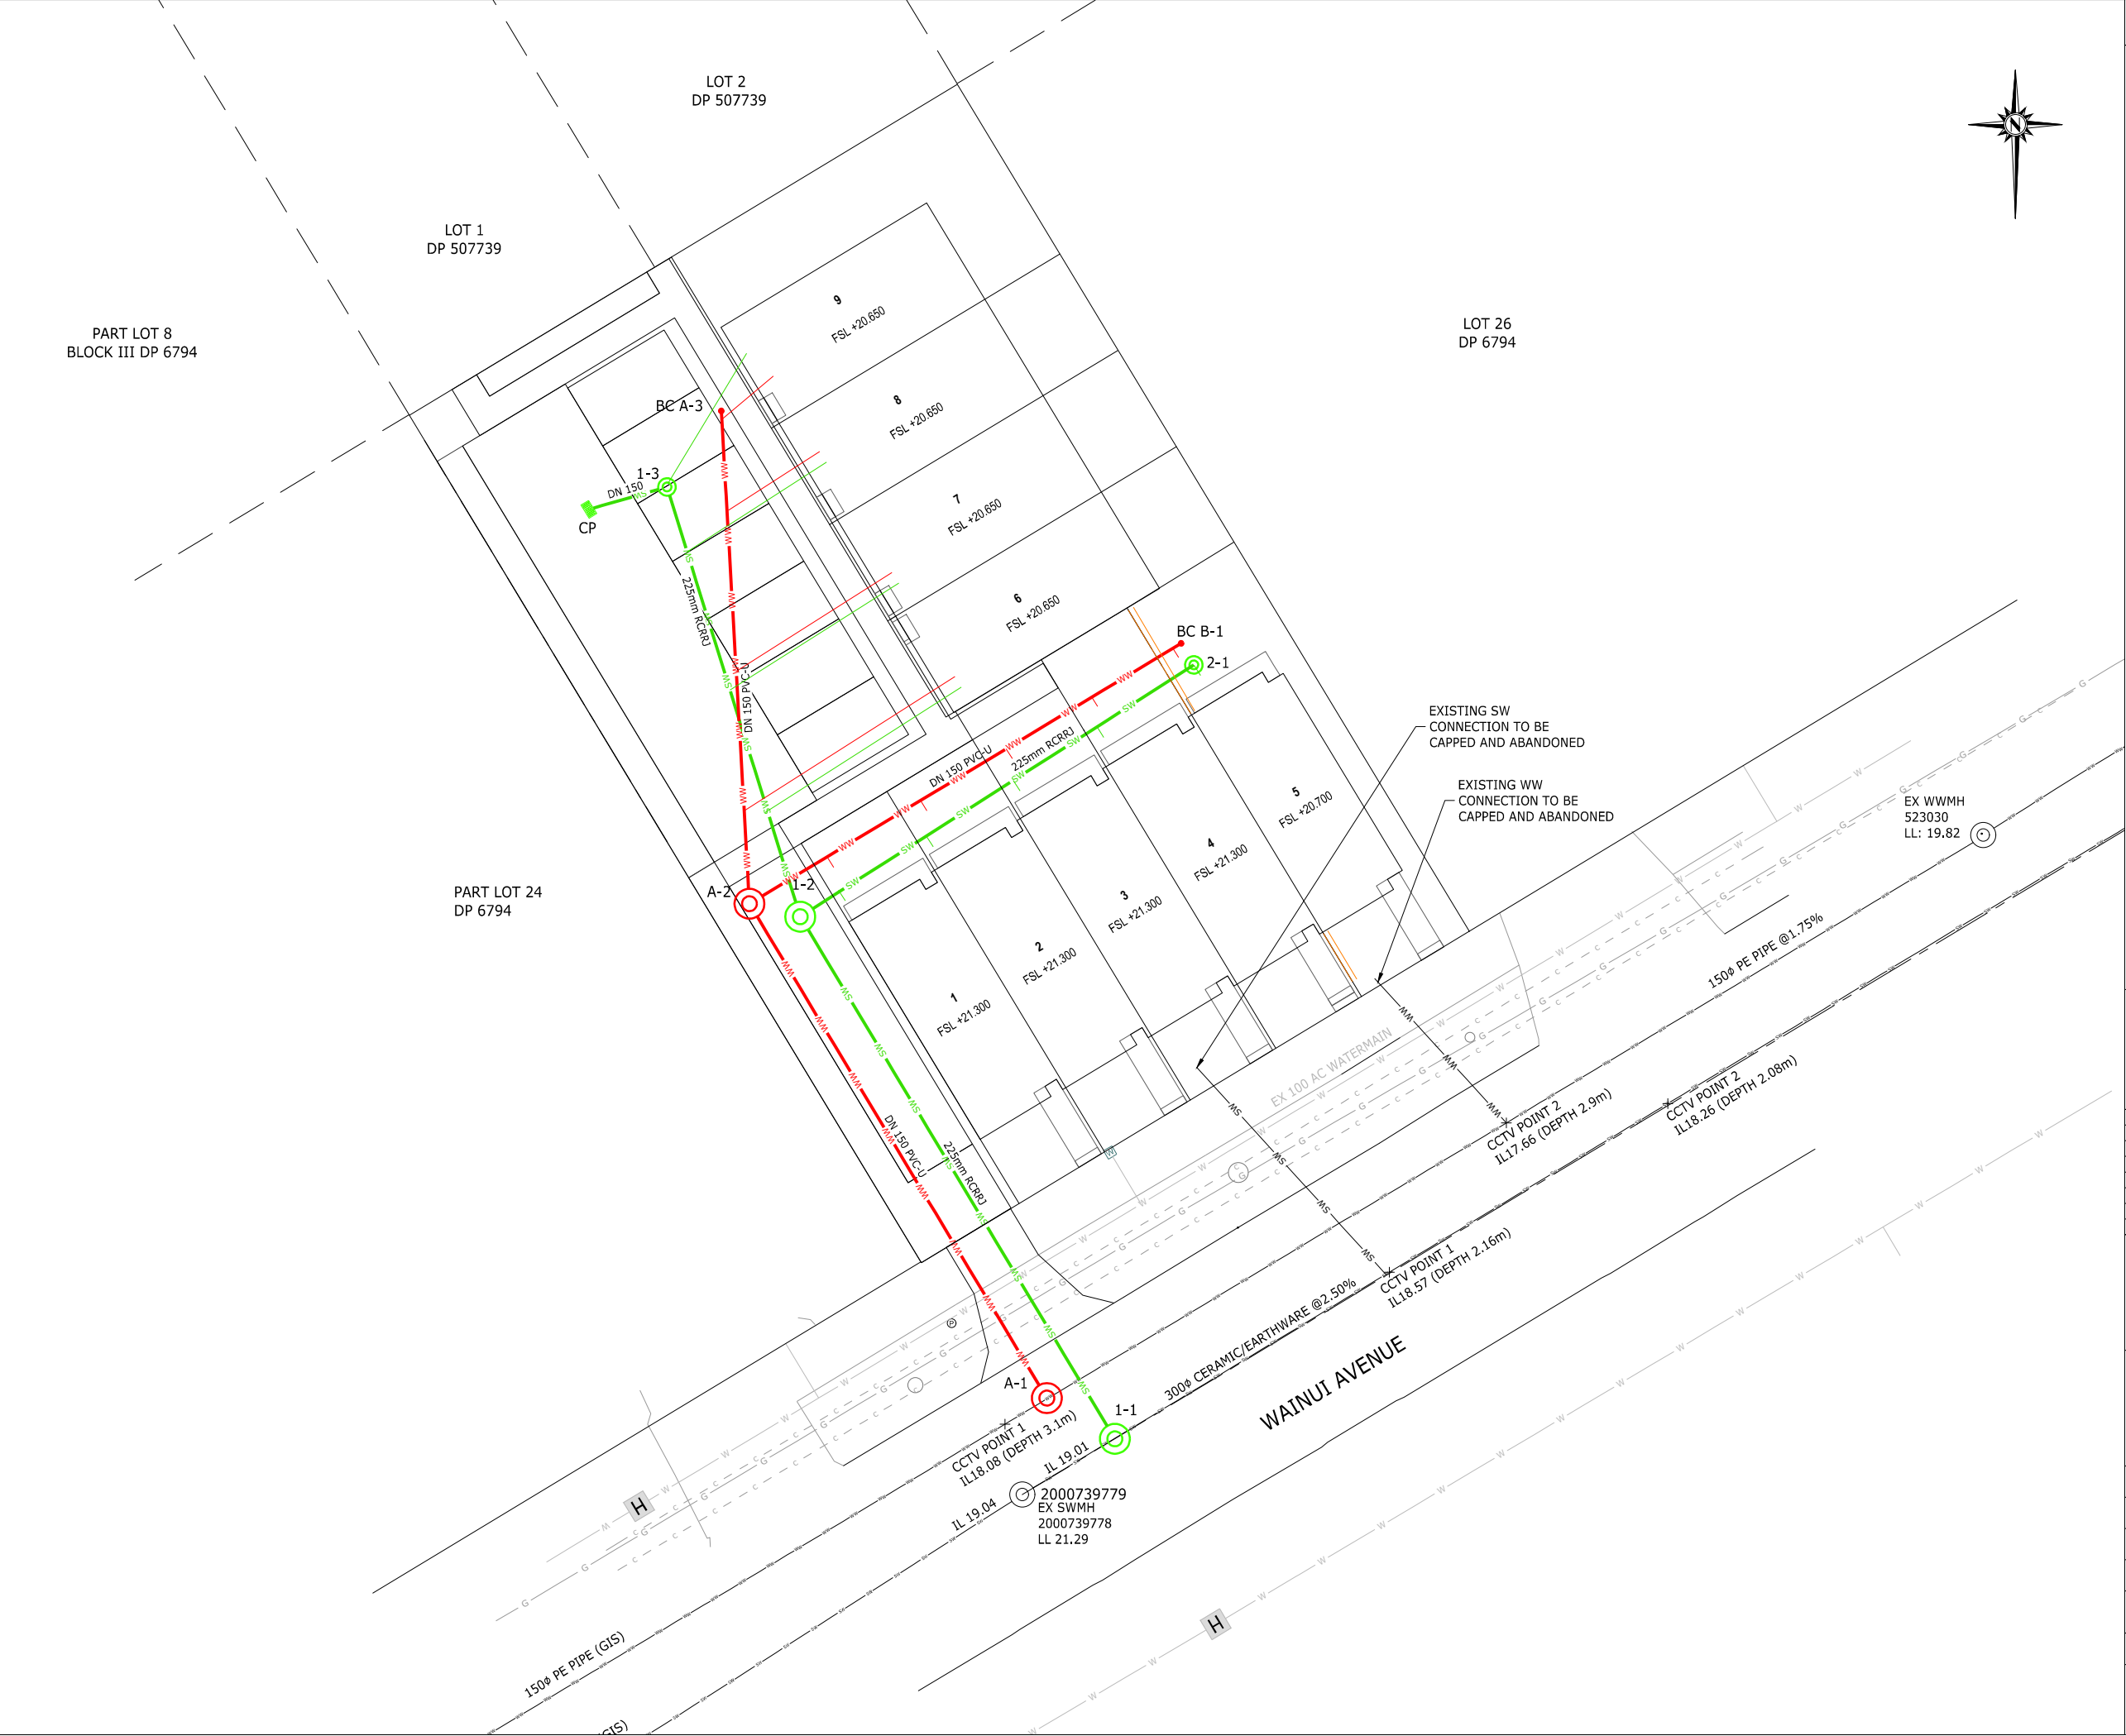 LOT 2
DP 507739
N
LOT 1
DP 507739
PART LOT 8
BLOCK III DP 6794
LOT 26
DP 6794
9
FSL +20.650
8
FSL +20.650
7
FSL +20.650
6
FSL +20.650
BC A-3
1-3
DN 150
CP
225mm RCRRJ
DN 150 PVC-U
BC B-1
2-1
DN 150 PVC-U
225mm RCRRJ
EXISTING SW
CONNECTION TO BE
CAPPED AND ABANDONED
EXISTING WW
CONNECTION TO BE
CAPPED AND ABANDONED
EX WWMH
523030
LL: 19.82
5
FSL +20.700
4
FSL +21.300
3
FSL +21.300
2
FSL +21.300
1
FSL +21.300
A-2
1-2
PART LOT 24
DP 6794
150ϕ PE PIPE @1.75%
EX 100 AC WATERMAIN
CCTV POINT 2
IL17.66 (DEPTH 2.9m)
CCTV POINT 2
IL18.26 (DEPTH 2.08m)
DN 150 PVC-U
225mm RCRRJ
CCTV POINT 1
IL18.57 (DEPTH 2.16m)
300ϕ CERAMIC/EARTHWARE @2.50%
WAINUI AVENUE
A-1
1-1
CCTV POINT 1
IL18.08 (DEPTH 3.1m)
IL 19.01
IL 19.04
2000739779
EX SWMH
2000739778
LL 21.29
H
H
150ϕ PE PIPE (GIS)